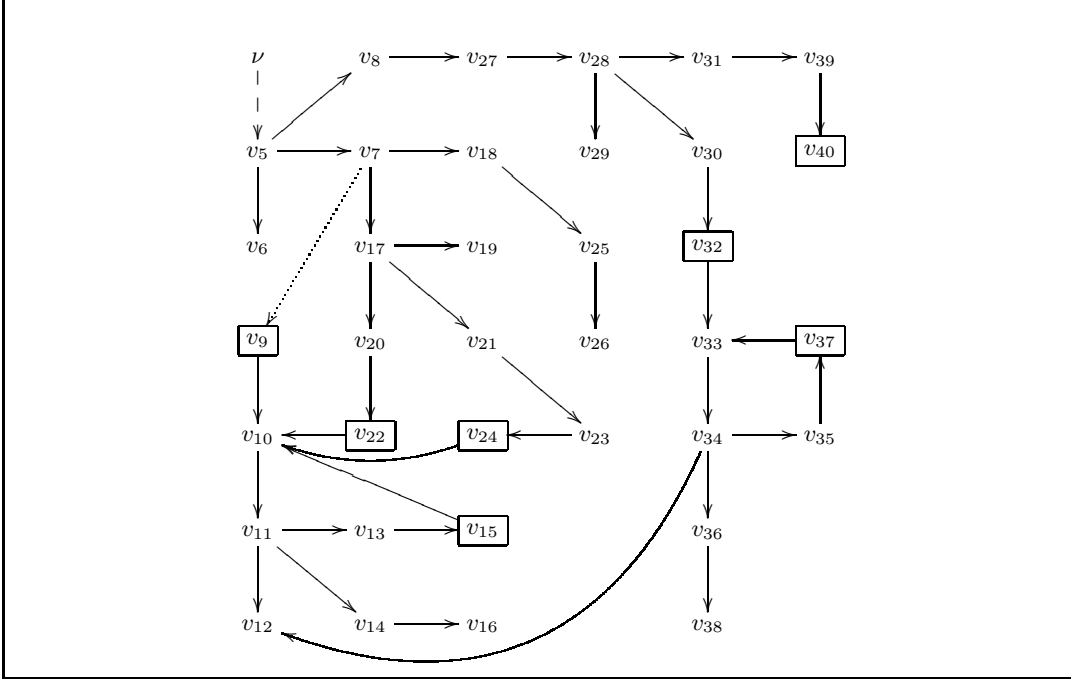 ν v₈ v₂₇ v₂₈ v₃₁ v₃₉
v₅ v₇ v₁₈ v₂₉ v₃₀ v₄₀
v₆ v₁₇ v₁₉ v₂₅ v₃₂
v₉ v₂₀ v₂₁ v₂₆ v₃₃ v₃₇
v₁₀ v₂₂ v₂₄ v₂₃ v₃₄ v₃₅
v₁₁ v₁₃ v₁₅ v₃₆
v₁₂ v₁₄ v₁₆ v₃₈